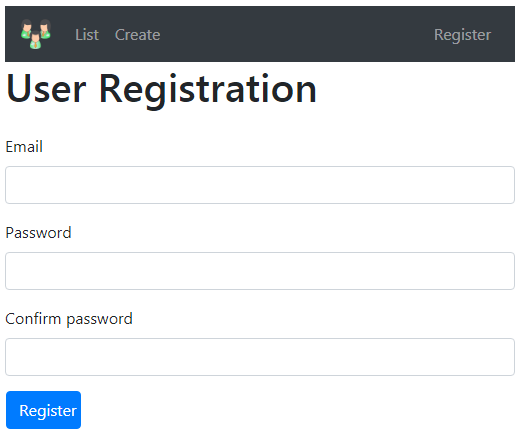 List Create Register
User Registration
Email
Password
Confirm password
Register